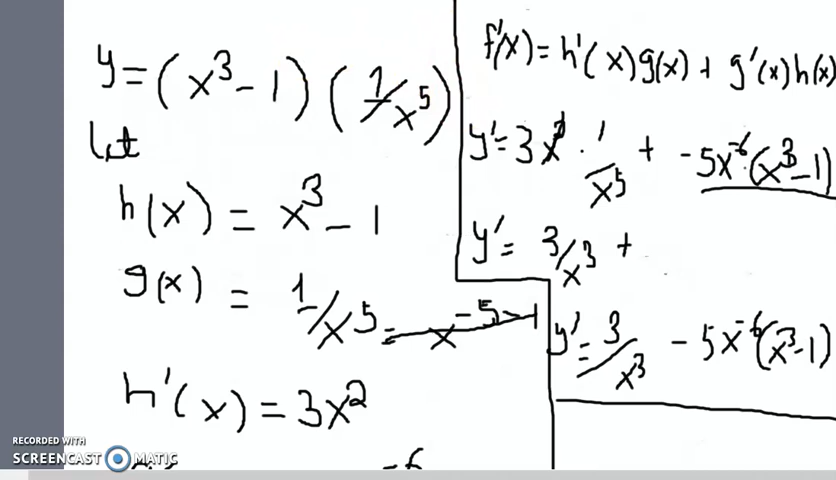 y = (x³ - 1) (1/x⁵)
Let
h(x) = x³ - 1
g(x) = 1/x⁵ = x⁻⁵
h'(x) = 3x²
-6
f'(x) = h'(x)g(x) + g'(x)h(x)
y' = 3x² · 1/x⁵ + -5x⁻⁶(x³-1)
y' = 3/x³ +
y' = 3/x³ - 5x⁻⁶(x³-1)
RECORDED WITH
SCREENCAST MATIC